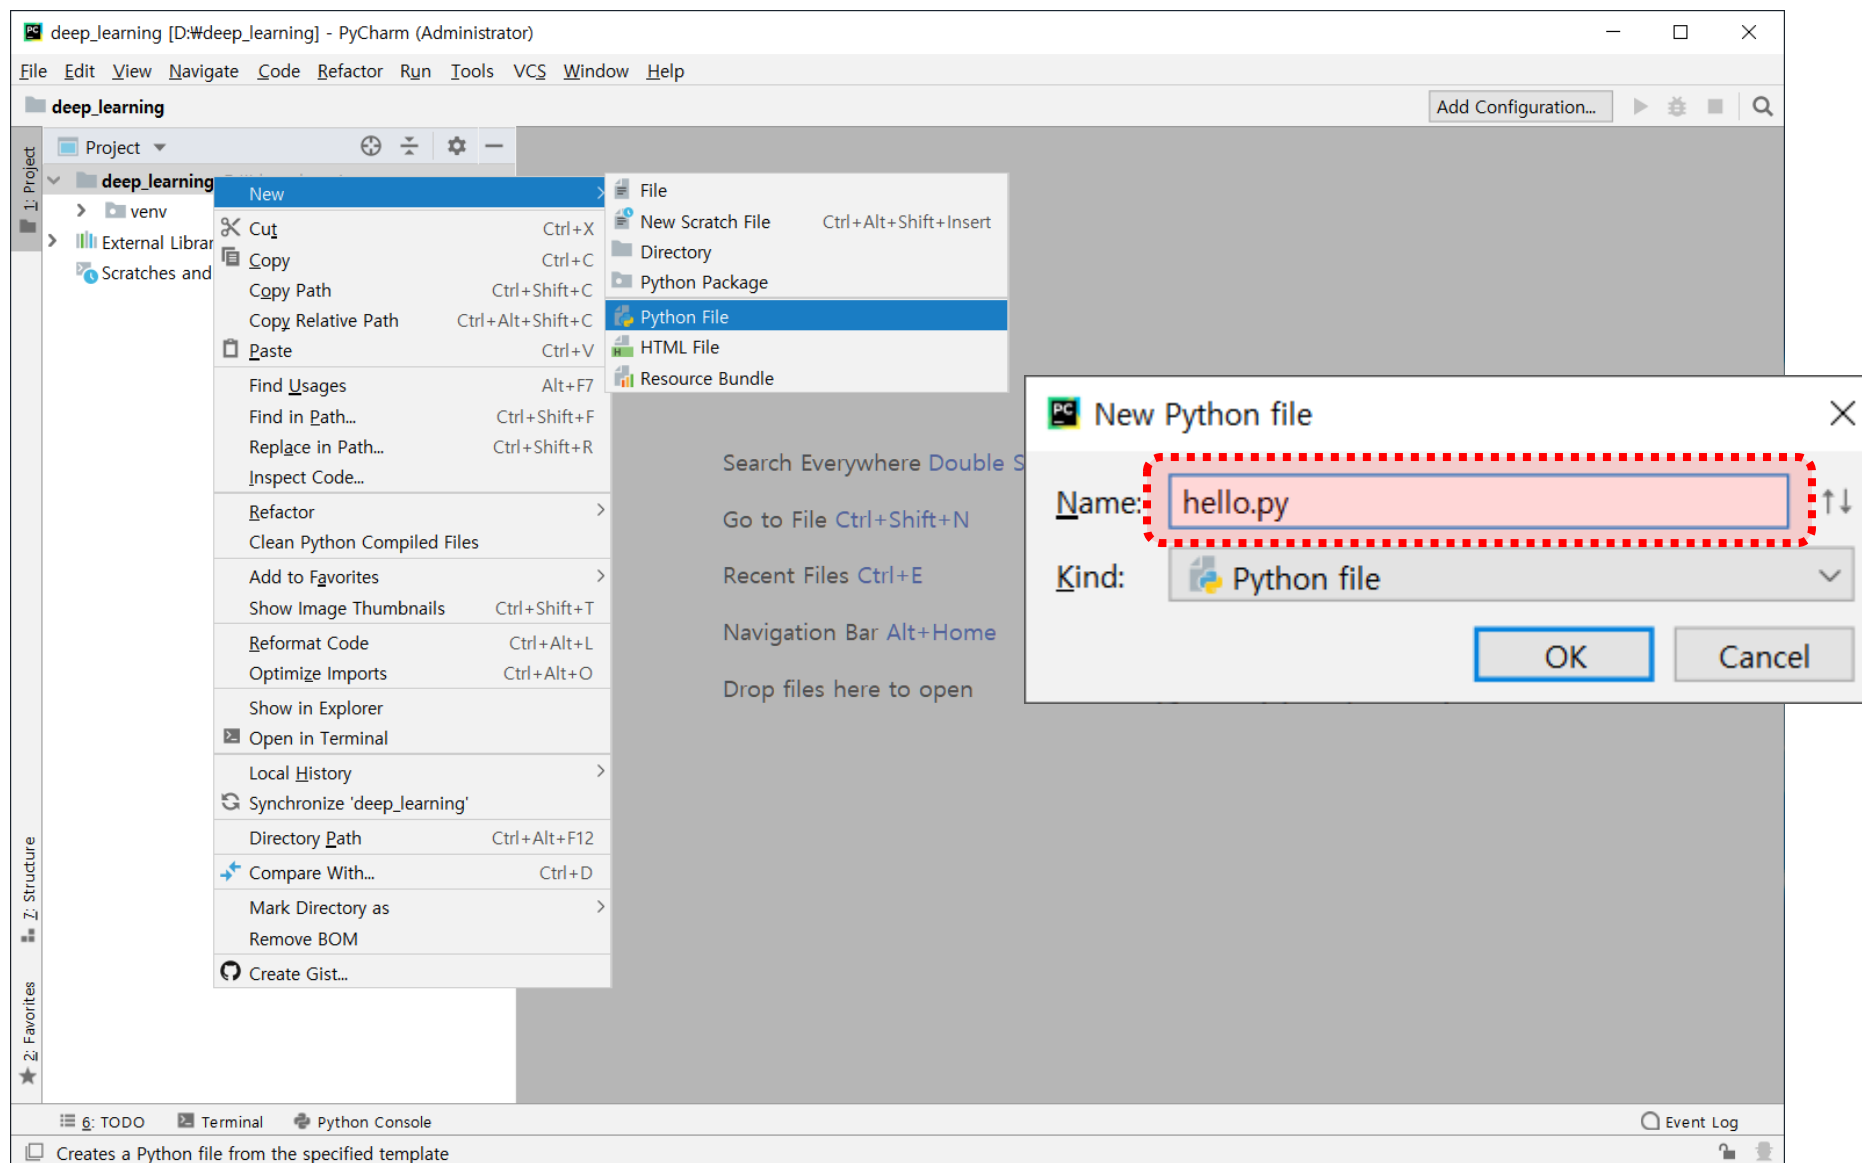 deep_learning [D:₩deep_learning] - PyCharm (Administrator)
File Edit View Navigate Code Refactor Run Tools VCS Window Help
deep_learning
Add Configuration...
1: Project
Project
deep_learning
venv
External Librar
Scratches and
New
Cut Ctrl+X
Copy Ctrl+C
Copy Path Ctrl+Shift+C
Copy Relative Path Ctrl+Alt+Shift+C
Paste Ctrl+V
Find Usages Alt+F7
Find in Path... Ctrl+Shift+F
Replace in Path... Ctrl+Shift+R
Inspect Code...
Refactor
Clean Python Compiled Files
Add to Favorites
Show Image Thumbnails Ctrl+Shift+T
Reformat Code Ctrl+Alt+L
Optimize Imports Ctrl+Alt+O
Show in Explorer
Open in Terminal
Local History
Synchronize 'deep_learning'
Directory Path Ctrl+Alt+F12
Compare With... Ctrl+D
Mark Directory as
Remove BOM
Create Gist...
File
New Scratch File Ctrl+Alt+Shift+Insert
Directory
Python Package
Python File
HTML File
Resource Bundle
Search Everywhere Double S
Go to File Ctrl+Shift+N
Recent Files Ctrl+E
Navigation Bar Alt+Home
Drop files here to open
PC New Python file
Name: hello.py
Kind: Python file
OK Cancel
7: Structure
2: Favorites
6: TODO Terminal Python Console
Event Log
Creates a Python file from the specified template